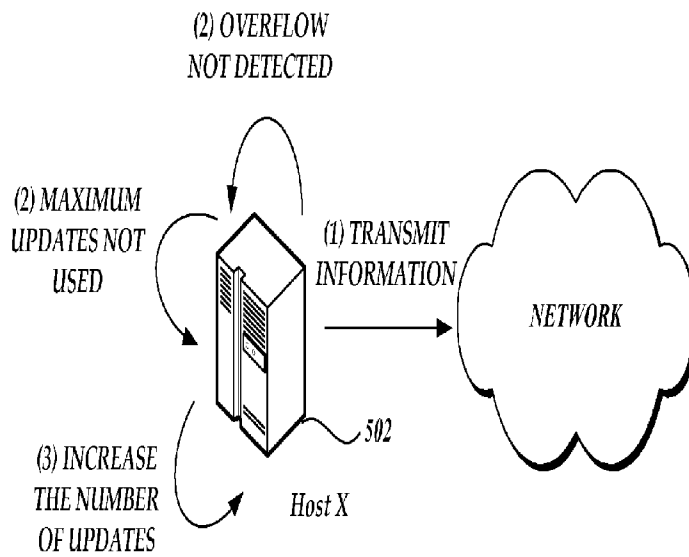 (2) OVERFLOW
NOT DETECTED
(2) MAXIMUM
UPDATES NOT
USED
(1) TRANSMIT
INFORMATION
NETWORK
502
(3) INCREASE
THE NUMBER
OF UPDATES
Host X